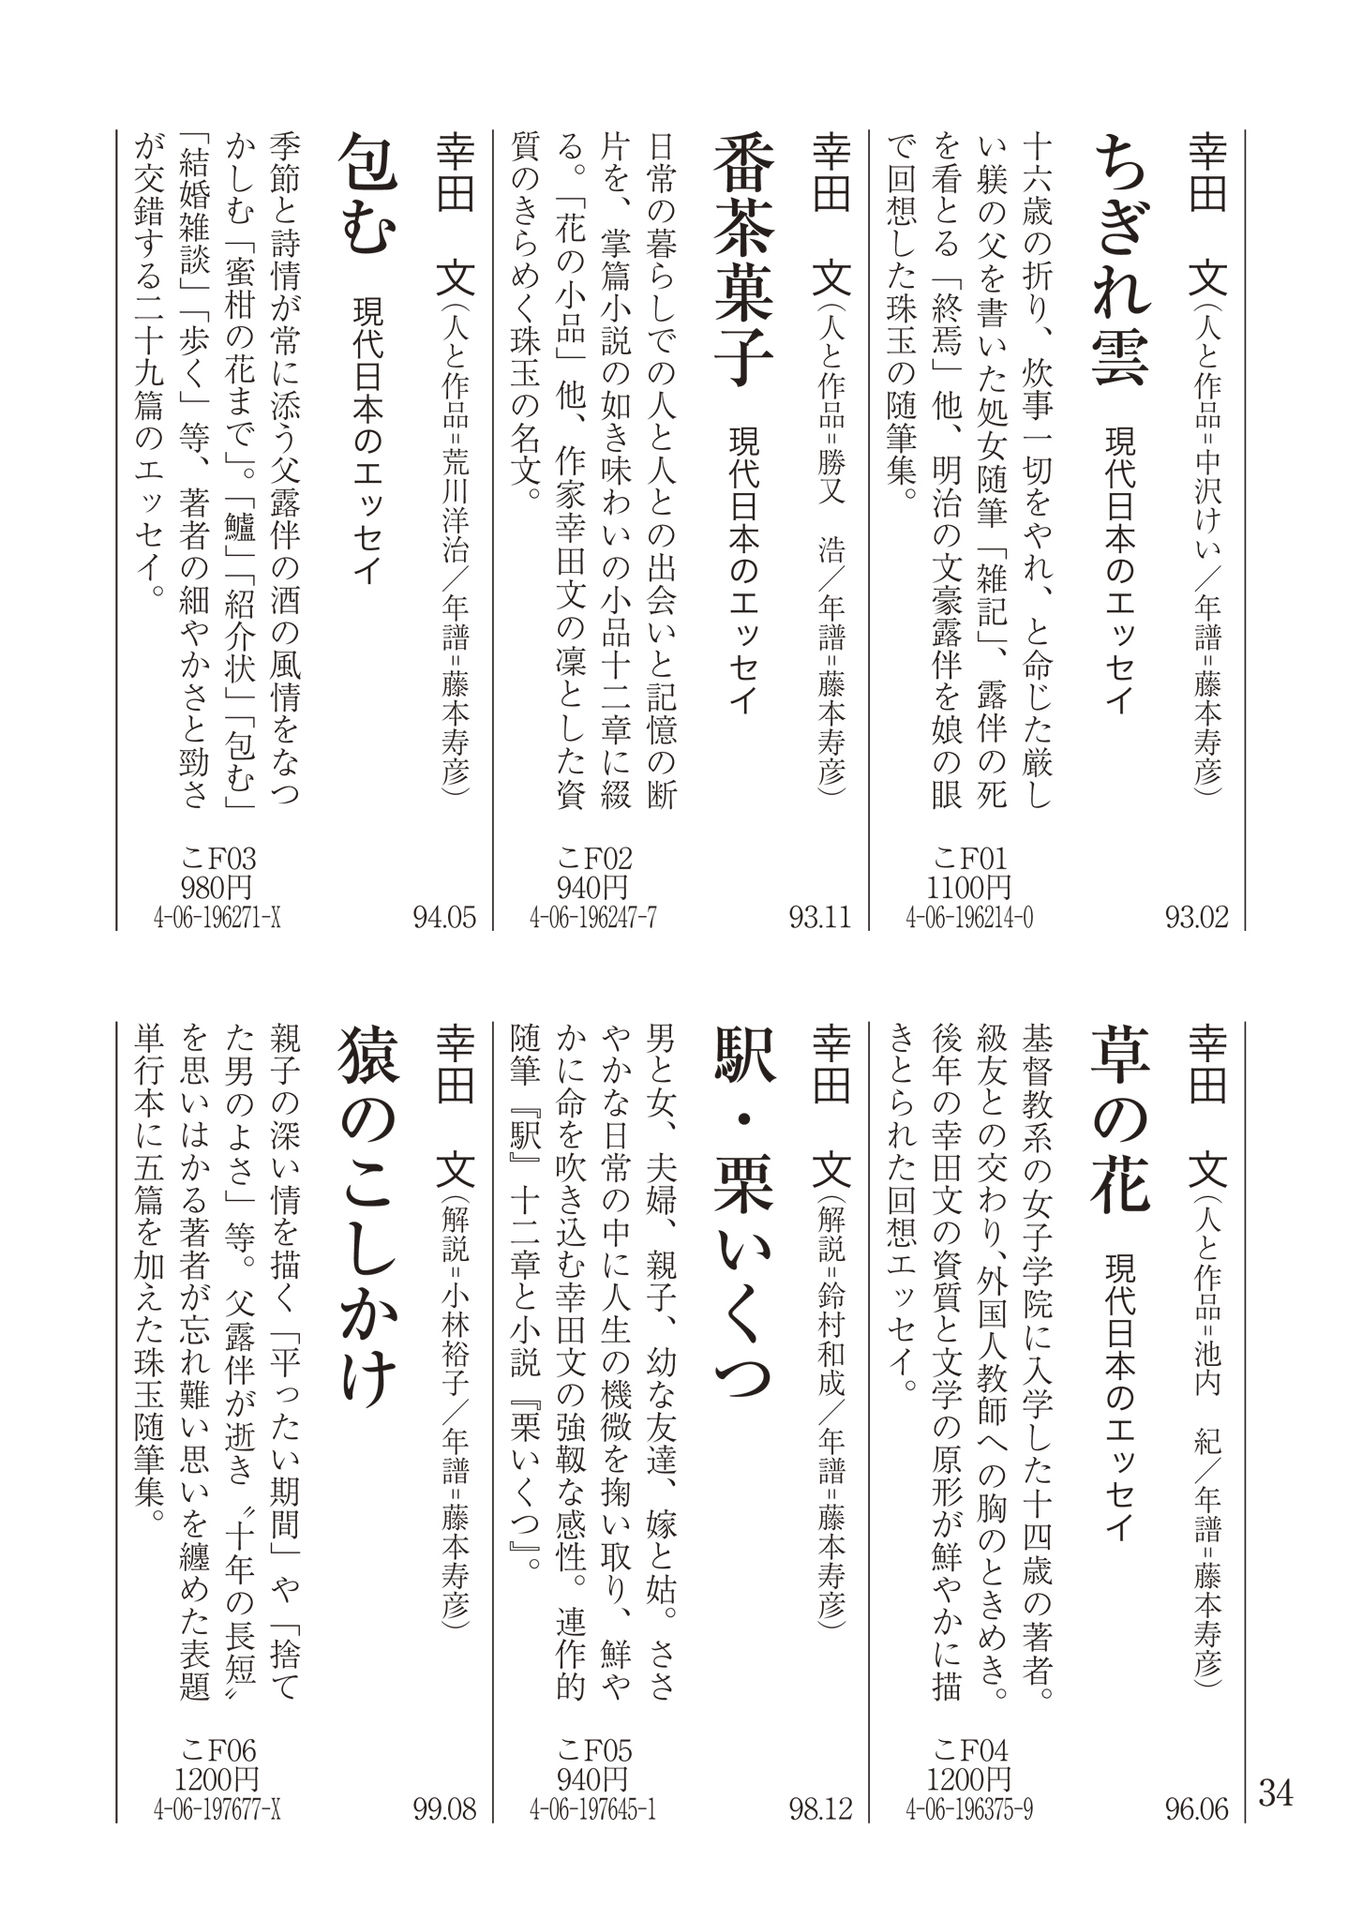 幸田　文（人と作品＝中沢けい／年譜＝藤本寿彦）
ちぎれ雲　現代日本のエッセイ
十六歳の折り、炊事一切をやれ、と命じた厳し
い躾の父を書いた処女随筆「雑記」、露伴の死
を看とる「終焉」他、明治の文豪露伴を娘の眼
で回想した珠玉の随筆集。
こF01
1100円
4-06-196214-0
93.02
幸田　文（人と作品＝勝又　浩／年譜＝藤本寿彦）
番茶菓子　現代日本のエッセイ
日常の暮らしでの人と人との出会いと記憶の断
片を、掌篇小説の如き味わいの小品十二章に綴
る。「花の小品」他、作家幸田文の凜とした資
質のきらめく珠玉の名文。
こF02
940円
4-06-196247-7
93.11
幸田　文（人と作品＝荒川洋治／年譜＝藤本寿彦）
包む　現代日本のエッセイ
季節と詩情が常に添う父露伴の酒の風情をなつ
かしむ「蜜柑の花まで」。「鱸」「紹介状」「包む」
「結婚雑談」「歩く」等、著者の細やかさと勁さ
が交錯する二十九篇のエッセイ。
こF03
980円
4-06-196271-X
94.05
幸田　文（人と作品＝池内　紀／年譜＝藤本寿彦）
草の花　現代日本のエッセイ
基督教系の女子学院に入学した十四歳の著者。
級友との交わり、外国人教師への胸のときめき。
後年の幸田文の資質と文学の原形が鮮やかに描
きとられた回想エッセイ。
こF04
1200円
4-06-196375-9
96.06
幸田　文（解説＝鈴村和成／年譜＝藤本寿彦）
駅・栗いくつ
男と女、夫婦、親子、幼な友達、嫁と姑。ささ
やかな日常の中に人生の機微を掬い取り、鮮や
かに命を吹き込む幸田文の強靱な感性。連作的
随筆『駅』十二章と小説『栗いくつ』。
こF05
940円
4-06-197645-1
98.12
幸田　文（解説＝小林裕子／年譜＝藤本寿彦）
猿のこしかけ
親子の深い情を描く「平ったい期間」や「捨て
た男のよさ」等。父露伴が逝き〝十年の長短〟
を思いはかる著者が忘れ難い思いを纏めた表題
単行本に五篇を加えた珠玉随筆集。
こF06
1200円
4-06-197677-X
99.08
34